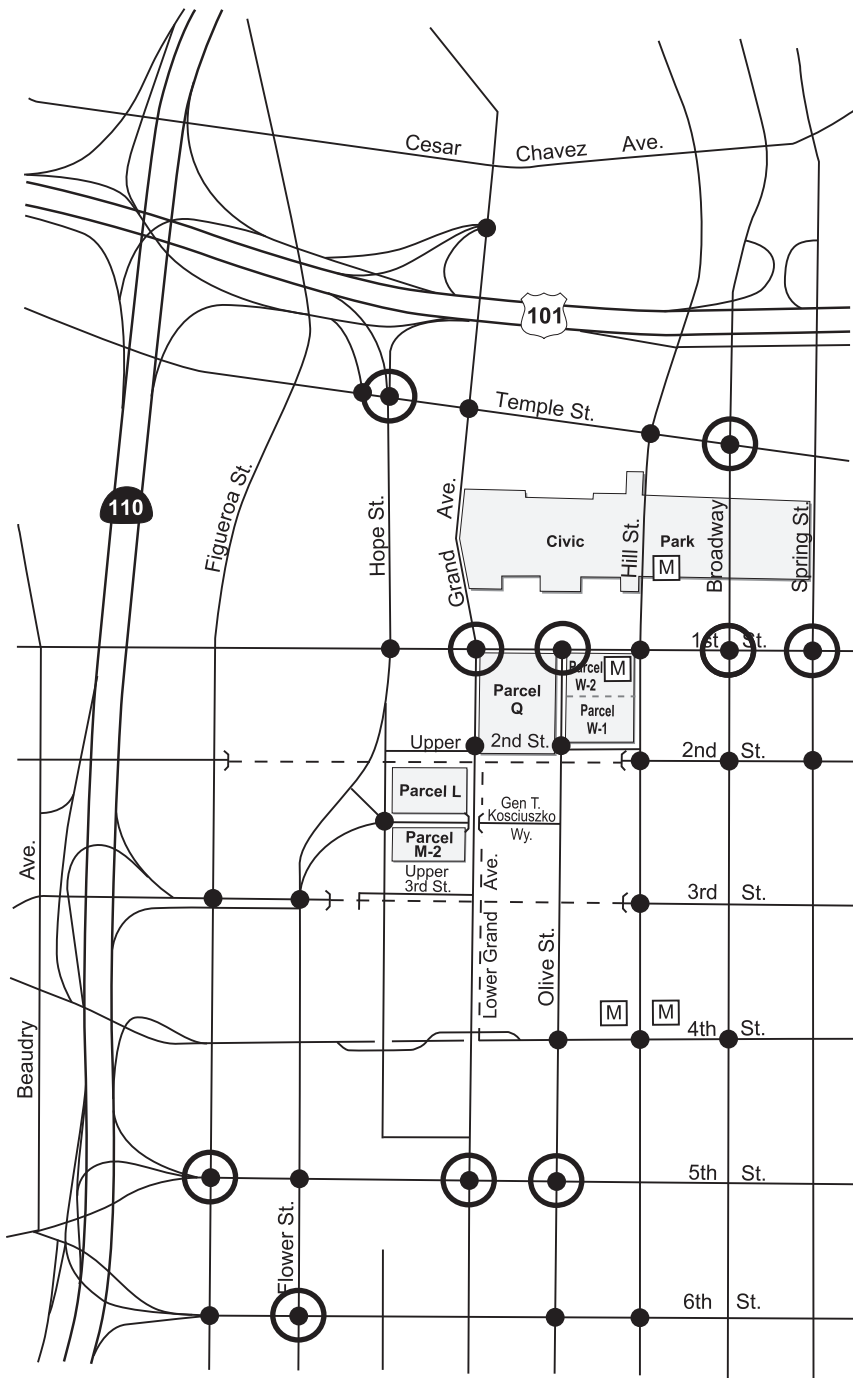 Cesar Chavez Ave.
101
Temple St.
110
Figueroa St.
Hope St.
Grand Ave.
Civic Park
Hill St.
Broadway
Spring St.
M
1st St.
Parcel
Q
Parcel
W-2
M
Parcel
W-1
Upper 2nd St.
2nd St.
Parcel L
Gen T.
Kosciuszko
Wy.
Parcel
M-2
Upper
3rd St.
3rd St.
Lower Grand Ave.
Olive St.
Beaudry Ave.
M
M
4th St.
5th St.
Flower St.
6th St.